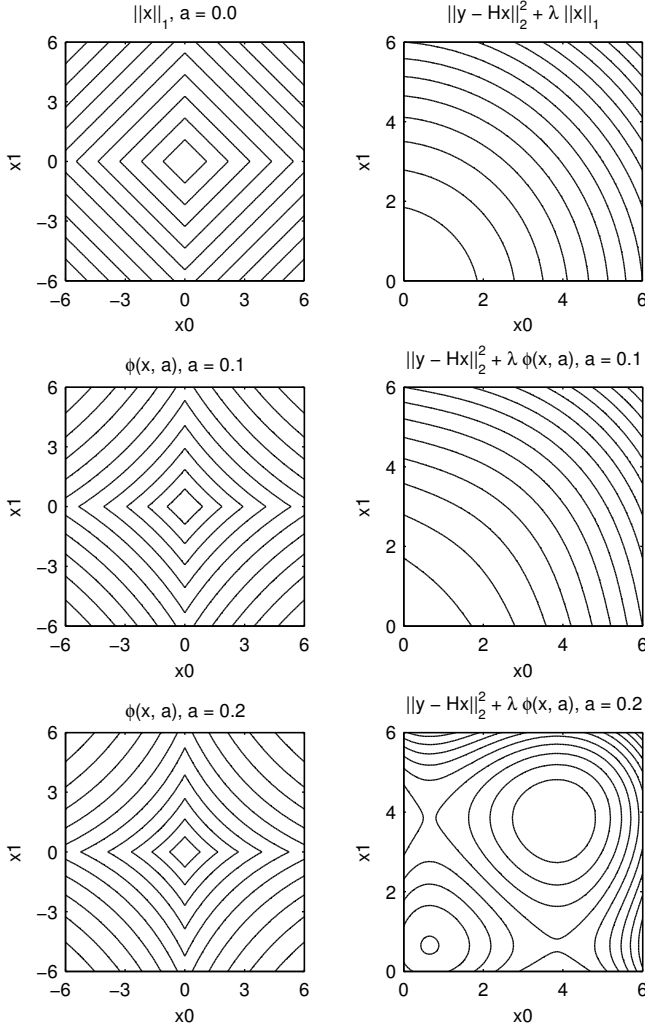 ||x||₁, a = 0.0
6
3
0
−3
−6
−6 −3 0 3 6
x1
x0
||y − Hx||₂² + λ ||x||₁
6
4
2
0
0 2 4 6
x1
x0
ϕ(x, a), a = 0.1
6
3
0
−3
−6
−6 −3 0 3 6
x1
x0
||y − Hx||₂² + λ ϕ(x, a), a = 0.1
6
4
2
0
0 2 4 6
x1
x0
ϕ(x, a), a = 0.2
6
3
0
−3
−6
−6 −3 0 3 6
x1
x0
||y − Hx||₂² + λ ϕ(x, a), a = 0.2
6
4
2
0
0 2 4 6
x1
x0